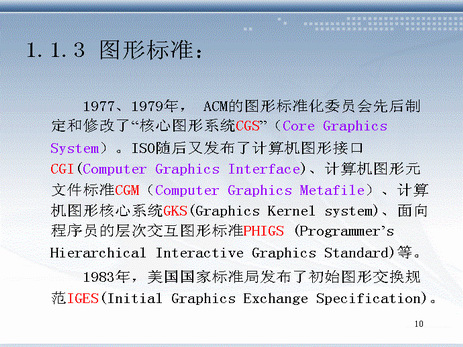 1.1.3 图形标准：
1977、1979年， ACM的图形标准化委员会先后制
定和修改了“核心图形系统CGS”（Core Graphics
System）。ISO随后又发布了计算机图形接口
CGI(Computer Graphics Interface)、计算机图形元
文件标准CGM（Computer Graphics Metafile）、计算
机图形核心系统GKS(Graphics Kernel system)、面向
程序员的层次交互图形标准PHIGS (Programmer’s
Hierarchical Interactive Graphics Standard)等。
1983年，美国国家标准局发布了初始图形交换规
范IGES(Initial Graphics Exchange Specification)。
10